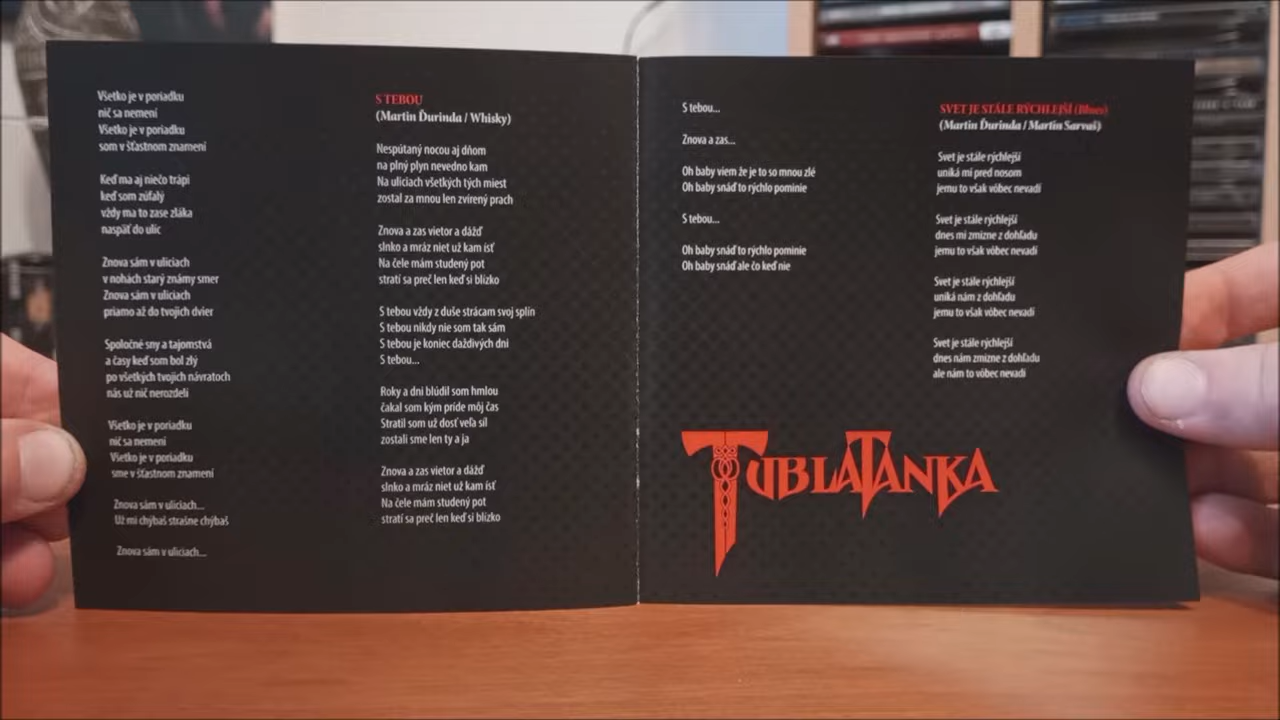 Všetko je v poriadku
nič sa nemení
Všetko je v poriadku
som v šťastnom znamení
Keď ma aj niečo trápi
keď som zúfalý
vždy ma to zase zláka
naspäť do ulíc
Znova sám v uliciach
v nohách starý známy smer
Znova sám v uliciach
priamo až do tvojich dvier
Spoločné sny a tajomstvá
a časy keď som bol zlý
po všetkých tvojich návratoch
nás už nič nerozdelí
Všetko je v poriadku
nič sa nemení
Všetko je v poriadku
sme v šťastnom znamení
Znova sám v uliciach...
Už mi chýbaš strašne chýbaš
Znova sám v uliciach...
S TEBOU
(Martin Ďurinda / Whisky)
Nespútaný nocou aj dňom
na plný plyn nevedno kam
Na uliciach všetkých tých miest
zostal za mnou len zvírený prach
Znova a zas vietor a dážď
slnko a mráz niet už kam ísť
Na čele mám studený pot
stratí sa preč len keď si blízko
S tebou vždy z duše strácam svoj splín
S tebou nikdy nie som tak sám
S tebou je koniec daždivých dní
S tebou...
Roky a dni blúdil som hmlou
čakal som kým príde môj čas
Stratil som už dosť veľa síl
zostali sme len ty a ja
Znova a zas vietor a dážď
slnko a mráz niet už kam ísť
Na čele mám studený pot
stratí sa preč len keď si blízko
S tebou...
Znova a zas...
Oh baby viem že je to so mnou zlé
Oh baby snáď to rýchlo pominie
S tebou...
Oh baby snáď to rýchlo pominie
Oh baby snáď ale čo keď nie
SVET JE STÁLE RÝCHLEJŠÍ (Blues)
(Martin Ďurinda / Martin Sarvaš)
Svet je stále rýchlejší
uniká mi pred nosom
jemu to však vôbec nevadí
Svet je stále rýchlejší
dnes mi zmizne z dohľadu
jemu to však vôbec nevadí
Svet je stále rýchlejší
uniká nám z dohľadu
jemu to však vôbec nevadí
Svet je stále rýchlejší
dnes nám zmizne z dohľadu
ale nám to vôbec nevadí
TUBLATANKA